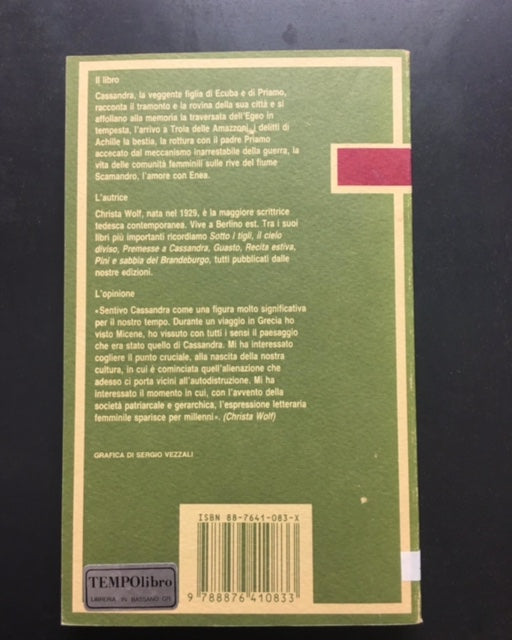 Il libro
Cassandra, la veggente figlia di Ecuba e di Priamo,
racconta il tramonto e la rovina della sua città e si
affollano alla memoria la traversata dell'Egeo in
tempesta, l'arrivo a Troia delle Amazzoni, i delitti di
Achille la bestia, la rottura con il padre Priamo
accecato dal meccanismo inarrestabile della guerra, la
vita delle comunità femminili sulle rive del fiume
Scamandro, l'amore con Enea.
L'autrice
Christa Wolf, nata nel 1929, è la maggiore scrittrice
tedesca contemporanea. Vive a Berlino est. Tra i suoi
libri più importanti ricordiamo Sotto i tigli, Il cielo
diviso, Premesse a Cassandra, Guasto, Recita estiva,
Pini e sabbia del Brandeburgo, tutti pubblicati dalle
nostre edizioni.
L'opinione
«Sentivo Cassandra come una figura molto significativa
per il nostro tempo. Durante un viaggio in Grecia ho
visto Micene, ho vissuto con tutti i sensi il paesaggio
che era stato quello di Cassandra. Mi ha interessato
cogliere il punto cruciale, alla nascita della nostra
cultura, in cui è cominciata quell'alienazione che
adesso ci porta vicini all'autodistruzione. Mi ha
interessato il momento in cui, con l'avvento della
società patriarcale e gerarchica, l'espressione letteraria
femminile sparisce per millenni». (Christa Wolf)
GRAFICA DI SERGIO VEZZALI
ISBN 88-7641-083-X
9 788876 410833
TEMPOlibro
LIBRERIA IN BASSANO GR.